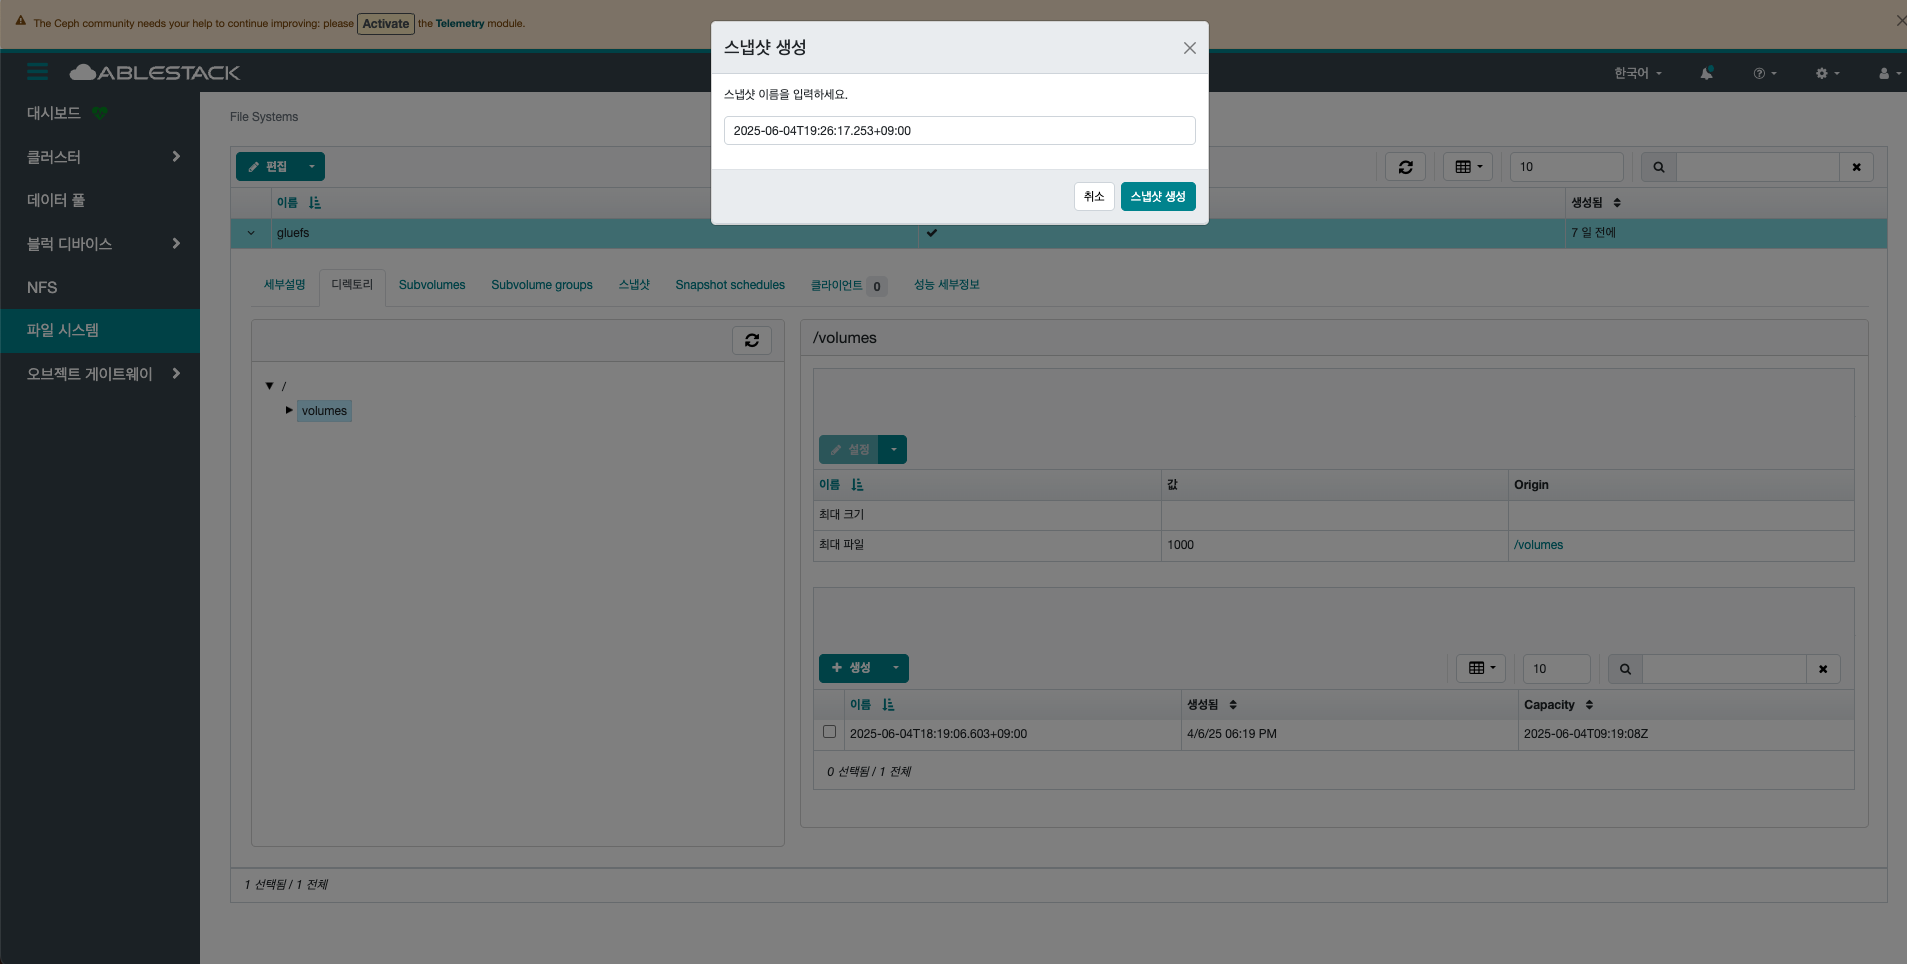 The Ceph community needs your help to continue improving: please Activate the Telemetry module.
ABLESTACK
한국어
대시보드
클러스터
데이터 풀
블럭 디바이스
NFS
파일 시스템
오브젝트 게이트웨이
스냅샷 생성
스냅샷 이름을 입력하세요.
2025-06-04T19:26:17.253+09:00
취소 스냅샷 생성
File Systems
편집 10
이름 생성됨
gluefs 7 일 전에
세부설명 디렉토리 Subvolumes Subvolume groups 스냅샷 Snapshot schedules 클라이언트 0 성능 세부정보
/
volumes
/volumes
설정
이름 값 Origin
최대 크기
최대 파일 1000 /volumes
생성 10
이름 생성됨 Capacity
2025-06-04T18:19:06.603+09:00 4/6/25 06:19 PM 2025-06-04T09:19:08Z
0 선택됨 / 1 전체
1 선택됨 / 1 전체